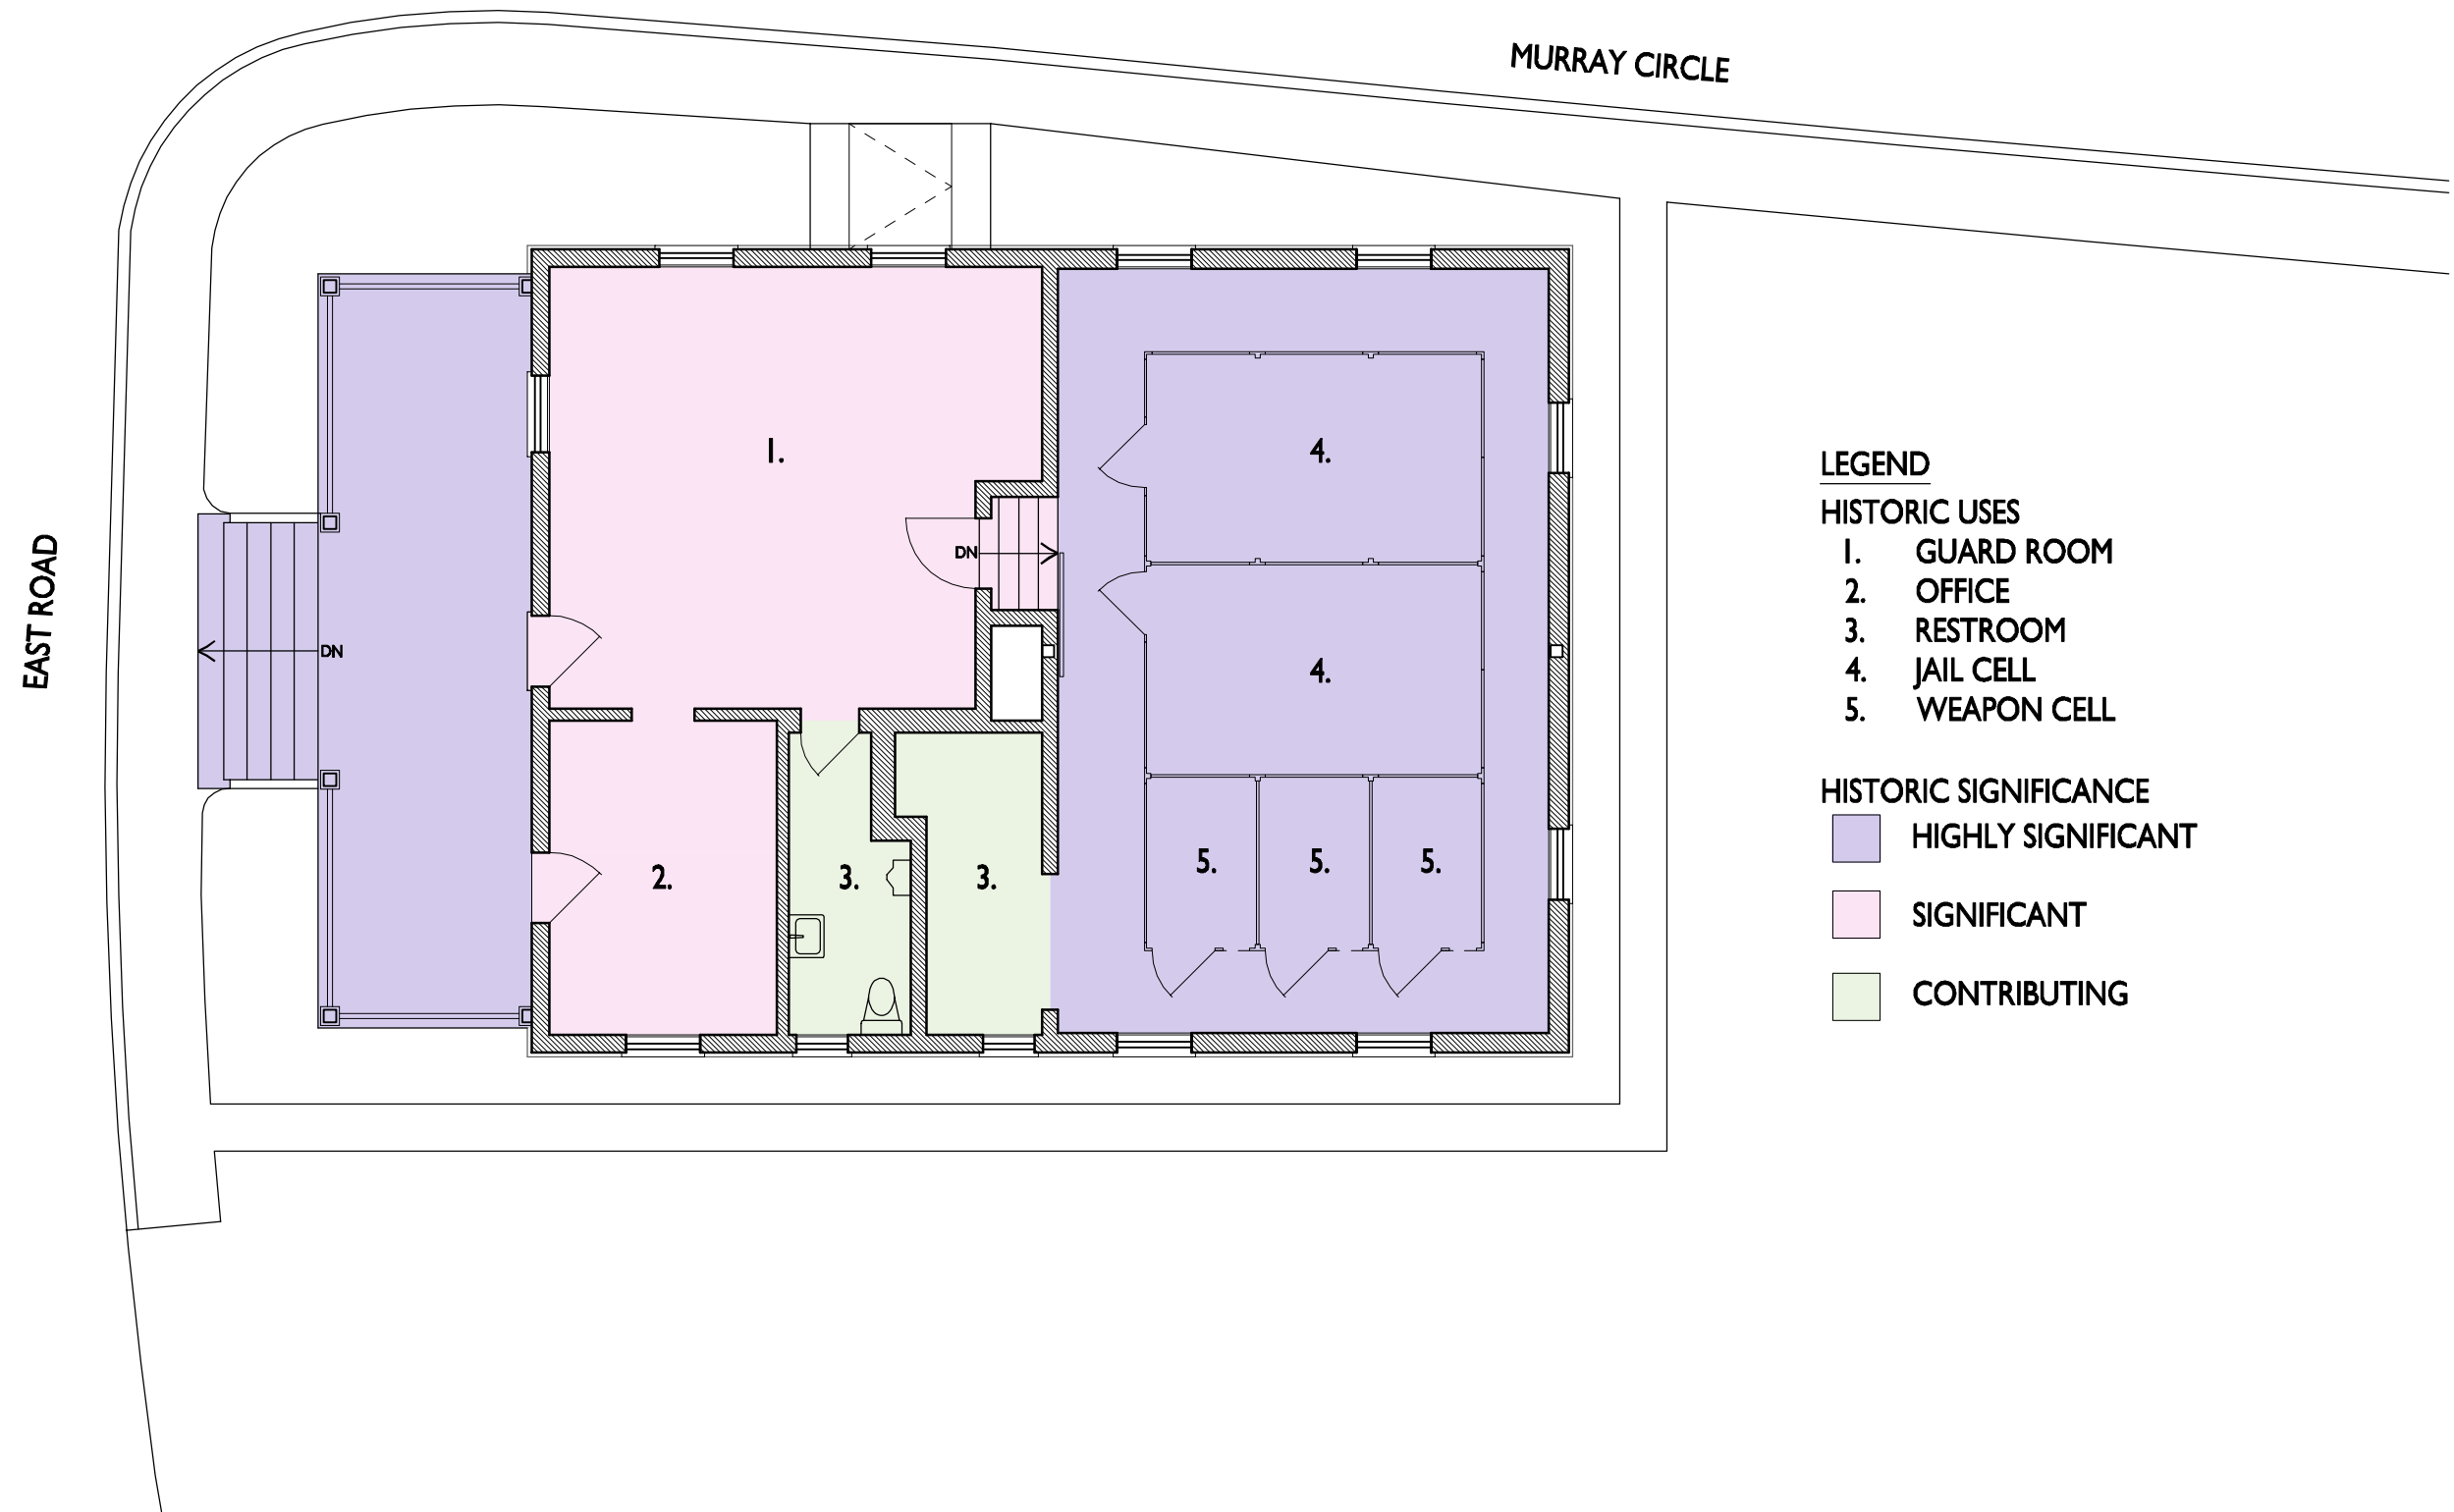 MURRAY CIRCLE
EAST ROAD
1.
4.
DN
DN
4.
2.
3.
3.
5.
5.
5.
LEGEND
HISTORIC USES
1. GUARD ROOM
2. OFFICE
3. RESTROOM
4. JAIL CELL
5. WEAPON CELL
HISTORIC SIGNIFICANCE
HIGHLY SIGNIFICANT
SIGNIFICANT
CONTRIBUTING